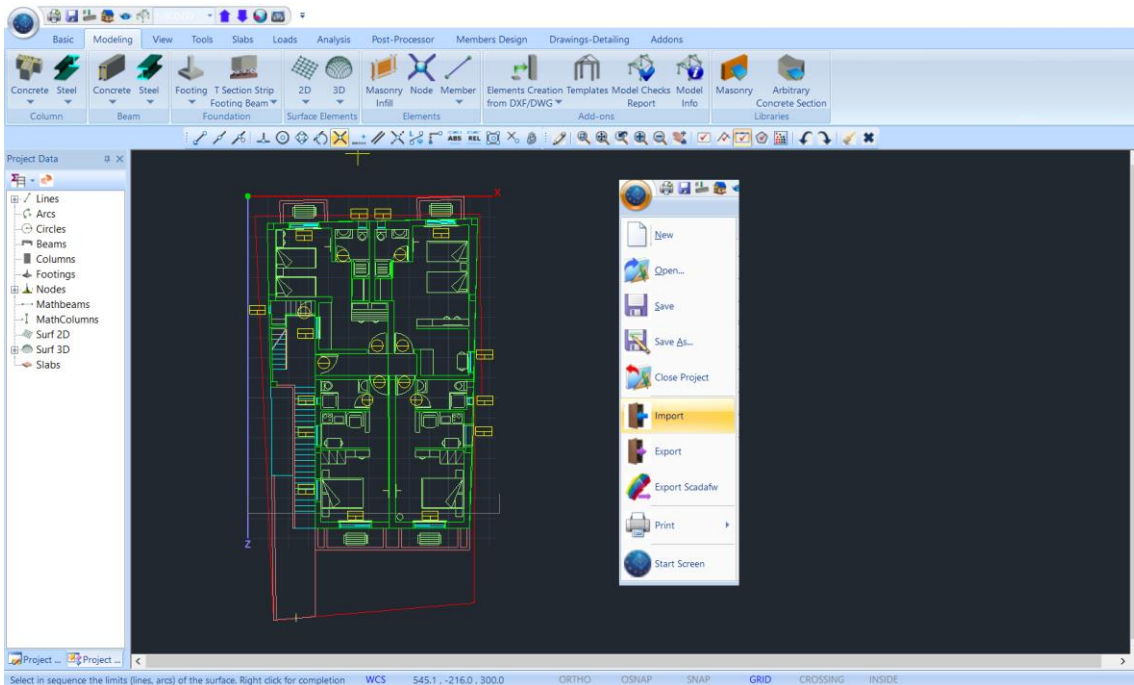 Basic Modeling View Tools Slabs Loads Analysis Post-Processor Members Design Drawings-Detailing Addons
Concrete Steel Concrete Steel Footing T Section Strip 2D 3D Masonry Node Member Elements Creation Templates Model Checks Model Masonry Arbitrary
Footing Beam Infill from DXF/DWG Report Info Concrete Section
Column Beam Foundation Surface Elements Elements Add-ons Libraries
ABS REL
Project Data
Lines
Arcs
Circles
Beams
Columns
Footings
Nodes
Mathbeams
MathColumns
Surf 2D
Surf 3D
Slabs
X
Z
New
Open...
Save
Save As...
Close Project
Import
Export
Export Scadafw
Print
Start Screen
Project ... Project ...
Select in sequence the limits (lines, arcs) of the surface. Right click for completion WCS 545.1 , -216.0 , 300.0 ORTHO OSNAP SNAP GRID CROSSING INSIDE